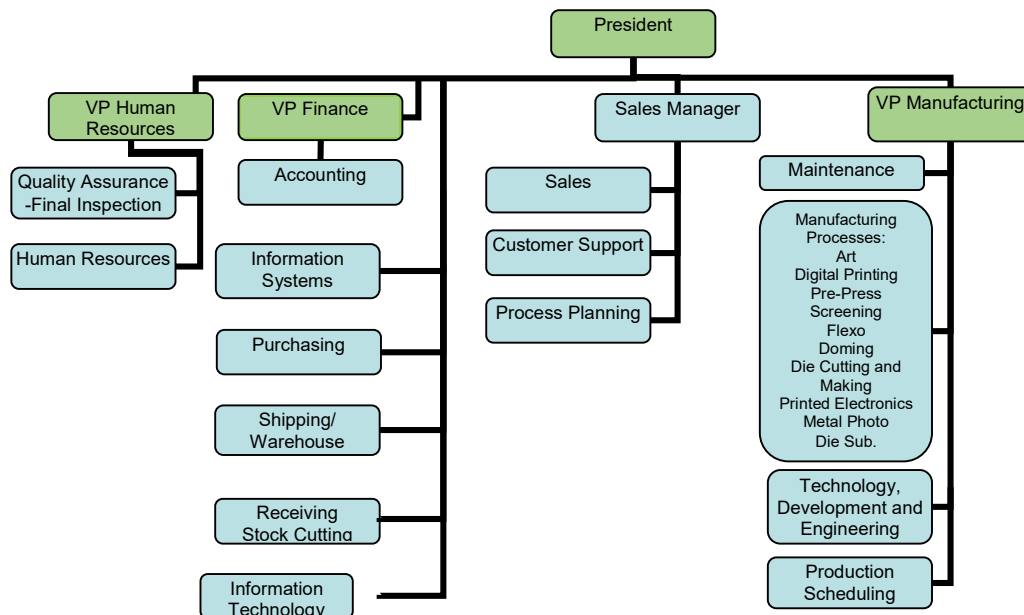 President
VP Human
Resources
VP Finance
Sales Manager
VP Manufacturing
Quality Assurance
-Final Inspection
Human Resources
Accounting
Information
Systems
Purchasing
Shipping/
Warehouse
Receiving
Stock Cutting
Information
Technology
Sales
Customer Support
Process Planning
Maintenance
Manufacturing
Processes:
Art
Digital Printing
Pre-Press
Screening
Flexo
Doming
Die Cutting and
Making
Printed Electronics
Metal Photo
Die Sub.
Technology,
Development and
Engineering
Production
Scheduling